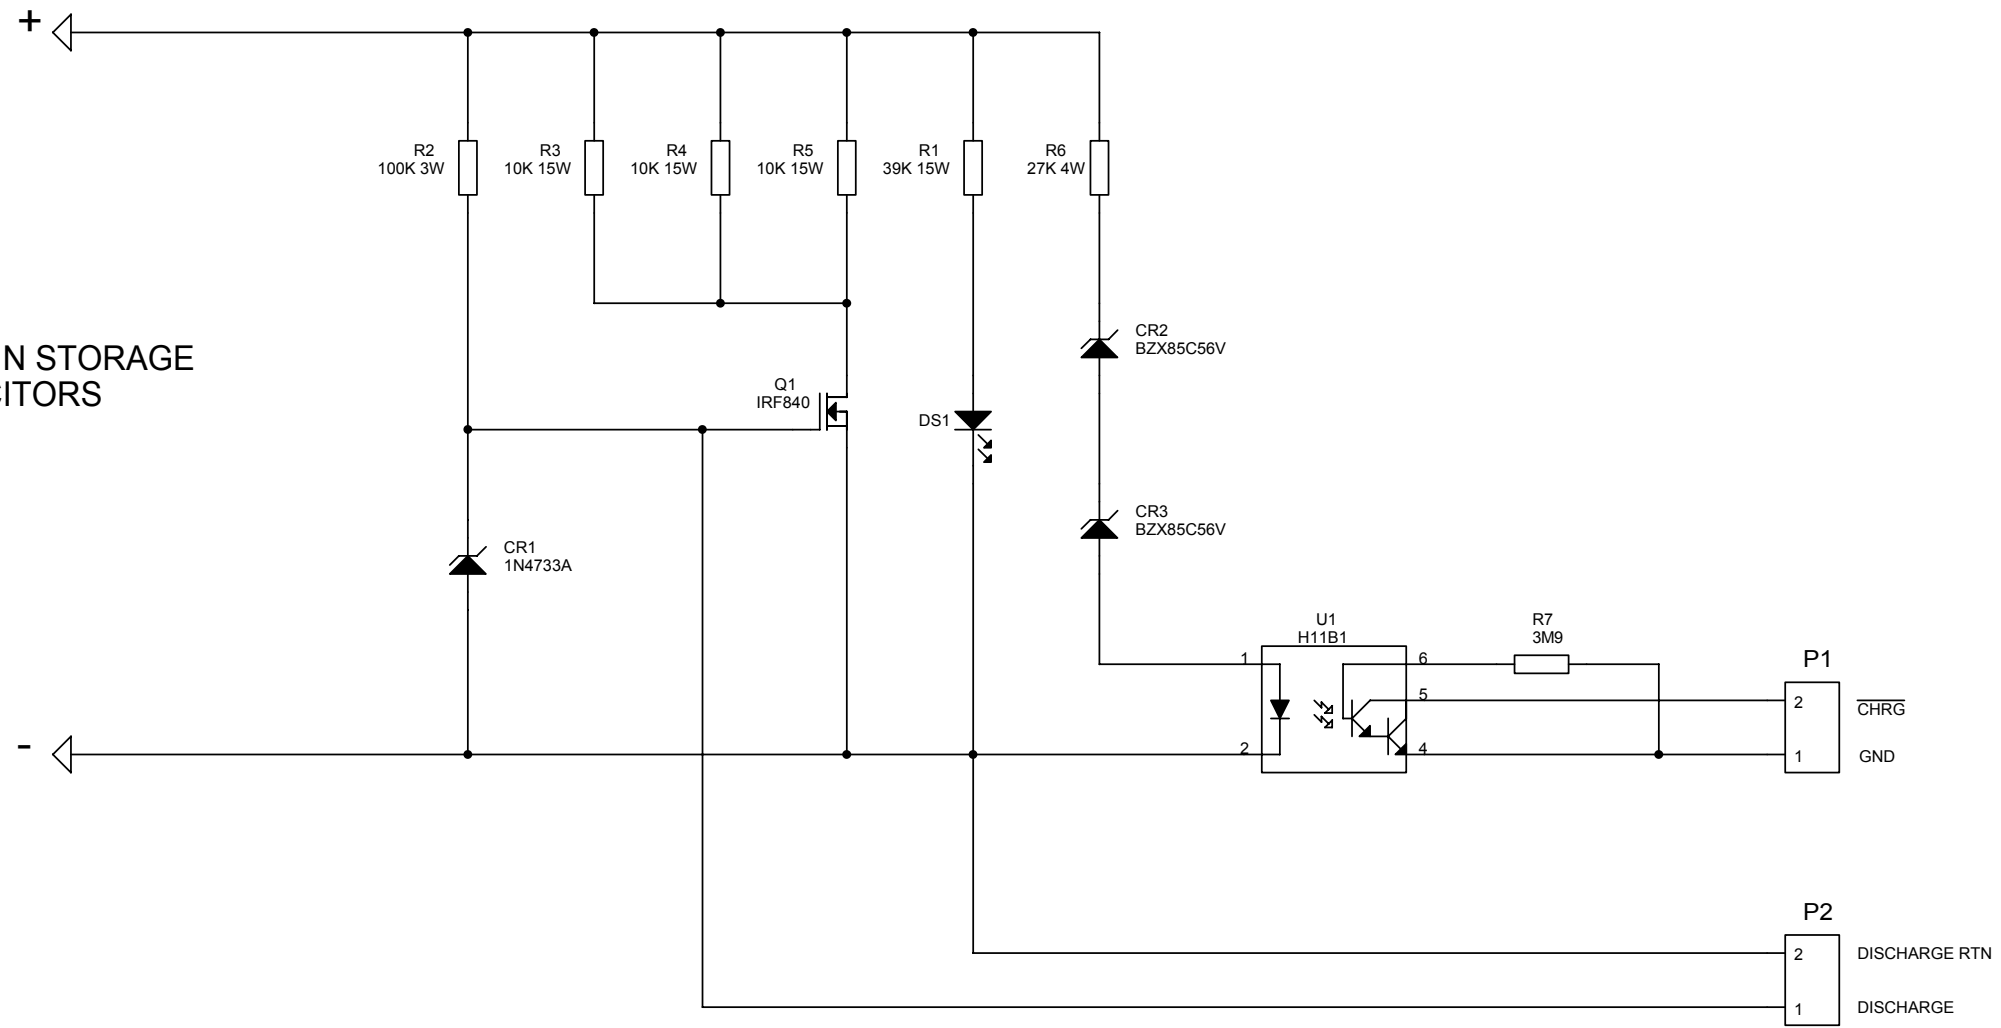 +
R2
100K 3W
R3
10K 15W
R4
10K 15W
R5
10K 15W
R1
39K 15W
R6
27K 4W
N STORAGE
CITORS
CR2
BZX85C56V
Q1
IRF840
DS1
CR3
BZX85C56V
CR1
1N4733A
U1
H11B1
R7
3M9
1
2
6
5
4
P1
2
CHRG
1
GND
-
P2
2
DISCHARGE RTN
1
DISCHARGE